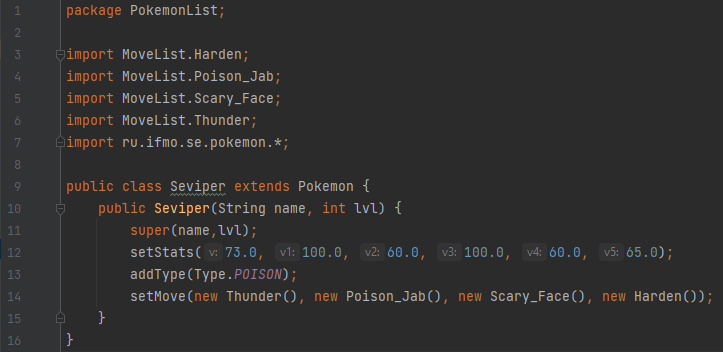 1 package PokemonList;
2
3 import MoveList.Harden;
4 import MoveList.Poison_Jab;
5 import MoveList.Scary_Face;
6 import MoveList.Thunder;
7 import ru.ifmo.se.pokemon.*;
8
9 public class Seviper extends Pokemon {
10 public Seviper(String name, int lvl) {
11 super(name,lvl);
12 setStats( v: 73.0, v1: 100.0, v2: 60.0, v3: 100.0, v4: 60.0, v5: 65.0);
13 addType(Type.POISON);
14 setMove(new Thunder(), new Poison_Jab(), new Scary_Face(), new Harden());
15 }
16 }